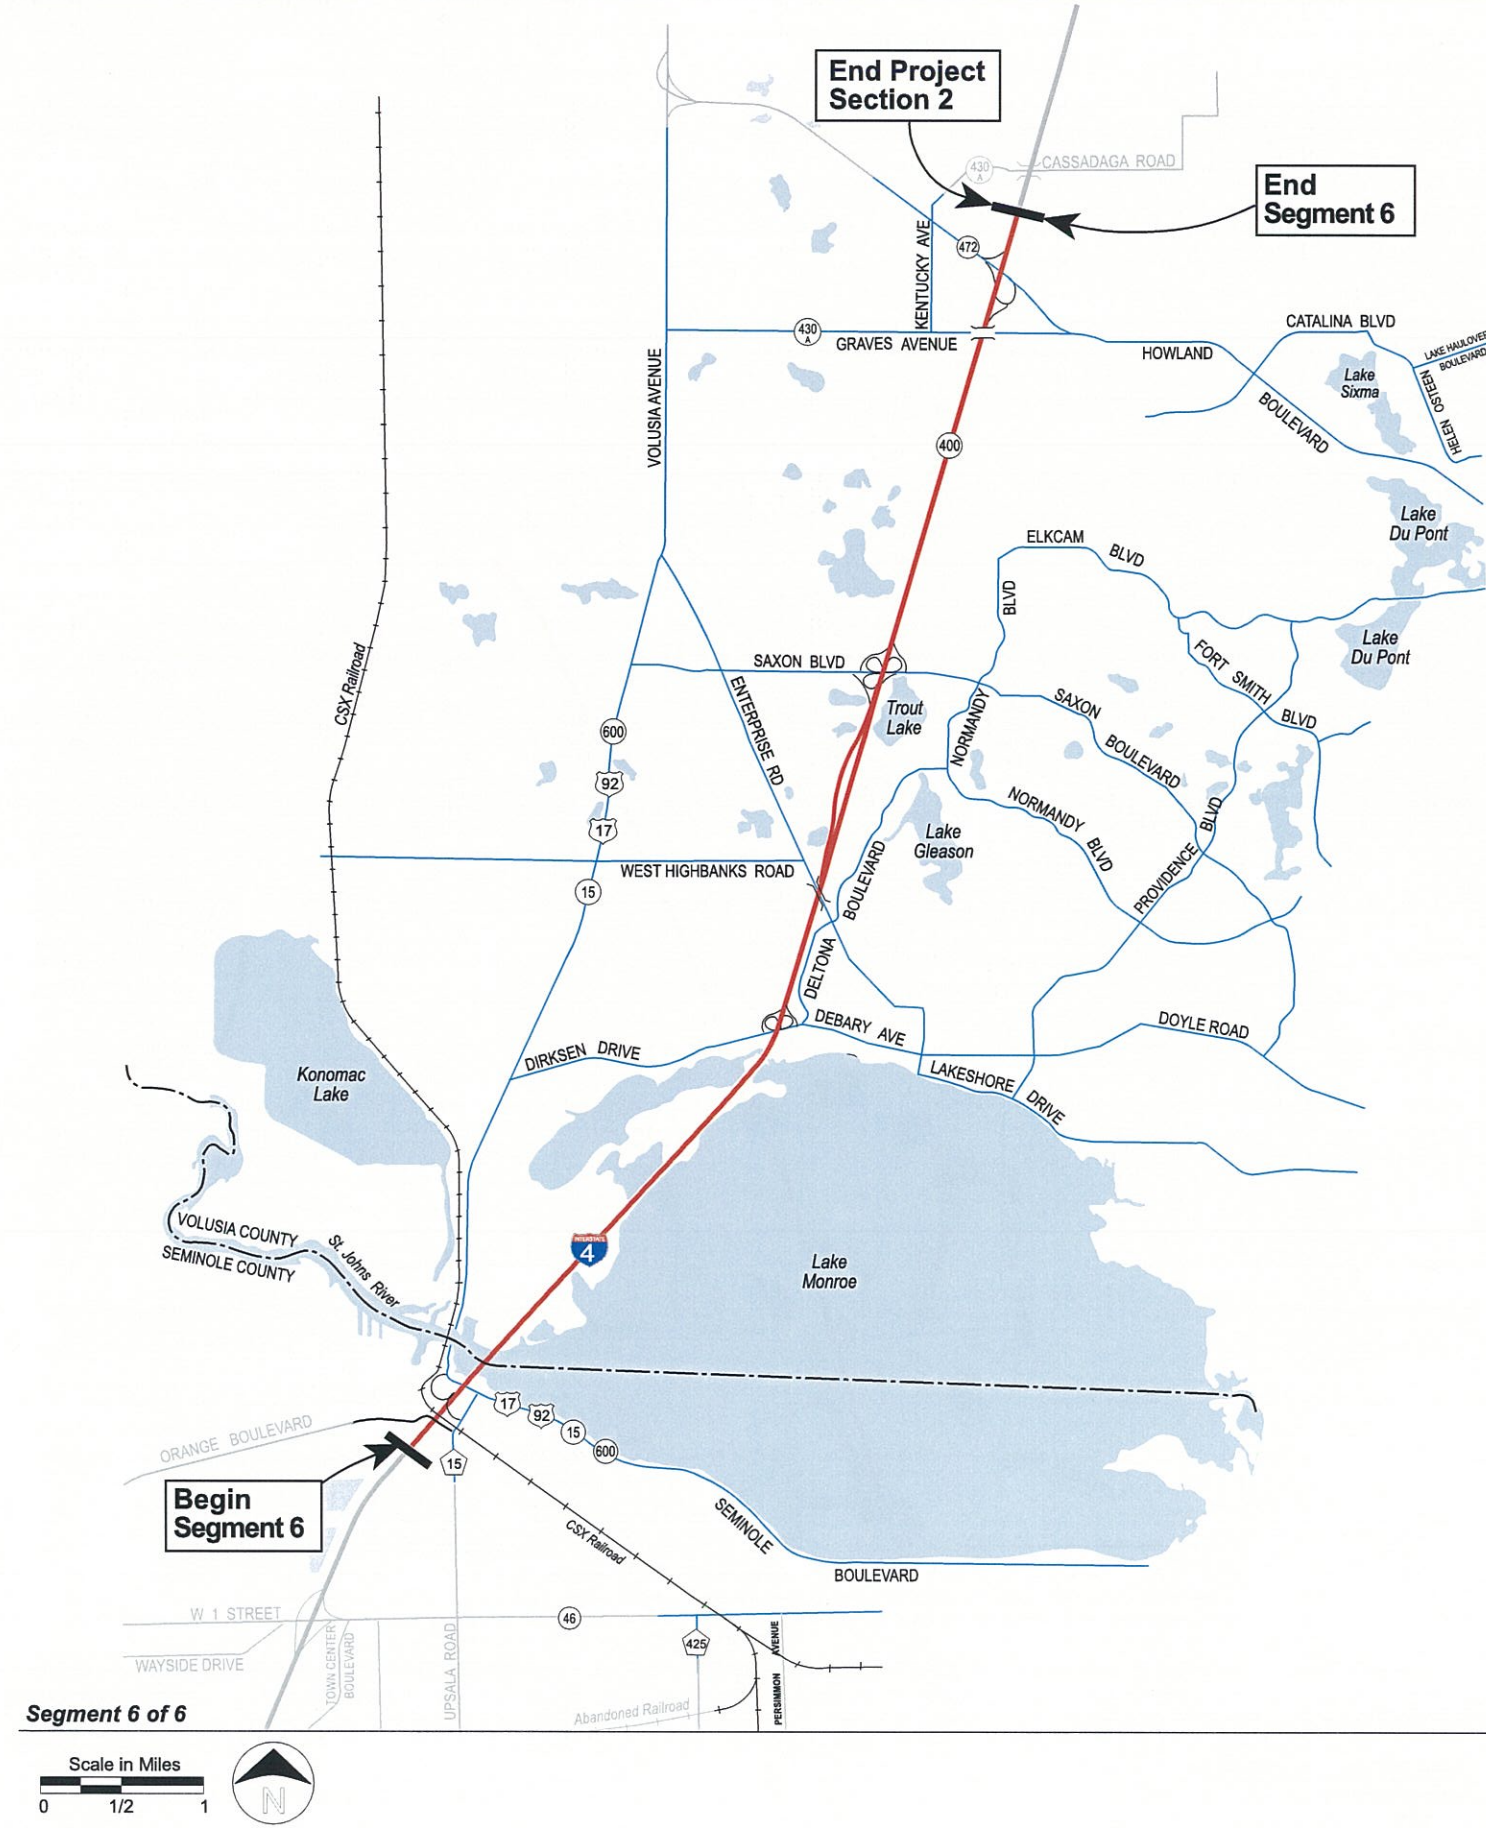 End Project
Section 2
430
A
CASSADAGA ROAD
End
Segment 6
KENTUCKY AVE
472
430
A
GRAVES AVENUE
HOWLAND
BOULEVARD
CATALINA BLVD
LAKE HAULOVER
BOULEVARD
HELEN OSTEEN
Lake
Sixma
VOLUSIA AVENUE
400
Lake
Du Pont
ELKCAM
BLVD
BLVD
Lake
Du Pont
FORT SMITH
BLVD
CSX Railroad
SAXON BLVD
ENTERPRISE RD
Trout
Lake
NORMANDY
SAXON
BOULEVARD
600
92
17
15
NORMANDY
BLVD
PROVIDENCE
BLVD
Lake
Gleason
WEST HIGHBANKS ROAD
BOULEVARD
DELTONA
DEBARY AVE
DOYLE ROAD
DIRKSEN DRIVE
LAKESHORE
DRIVE
Konomac
Lake
VOLUSIA COUNTY
SEMINOLE COUNTY
St. Johns River
INTERSTATE
4
Lake
Monroe
17
92
15
600
ORANGE BOULEVARD
15
Begin
Segment 6
CSX Railroad
SEMINOLE
BOULEVARD
W 1 STREET
46
WAYSIDE DRIVE
TOWN CENTER
BOULEVARD
UPSALA ROAD
425
PERSIMMON AVENUE
Abandoned Railroad
Segment 6 of 6
Scale in Miles
0 1/2 1
N